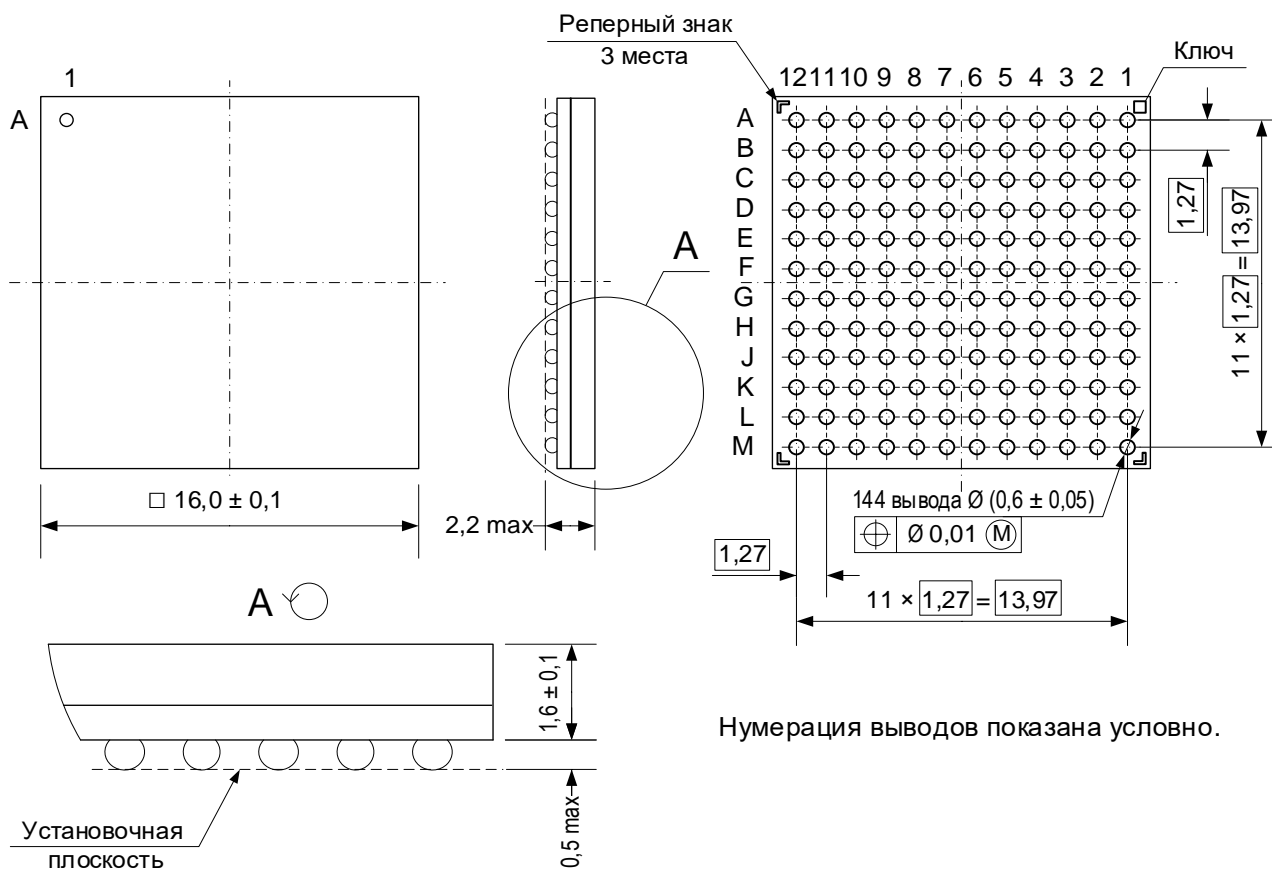 Реперный знак
3 места
Ключ
1
A
12 11 10 9 8 7 6 5 4 3 2 1
A
B
C
D
E
F
G
H
J
K
L
M
A
1,27
11 × 1,27 = 13,97
□ 16,0 ± 0,1
2,2 max
144 вывода Ø (0,6 ± 0,05)
⌖ Ø 0,01 Ⓜ
1,27
11 × 1,27 = 13,97
A
1,6 ± 0,1
0,5 max
Установочная
плоскость
Нумерация выводов показана условно.